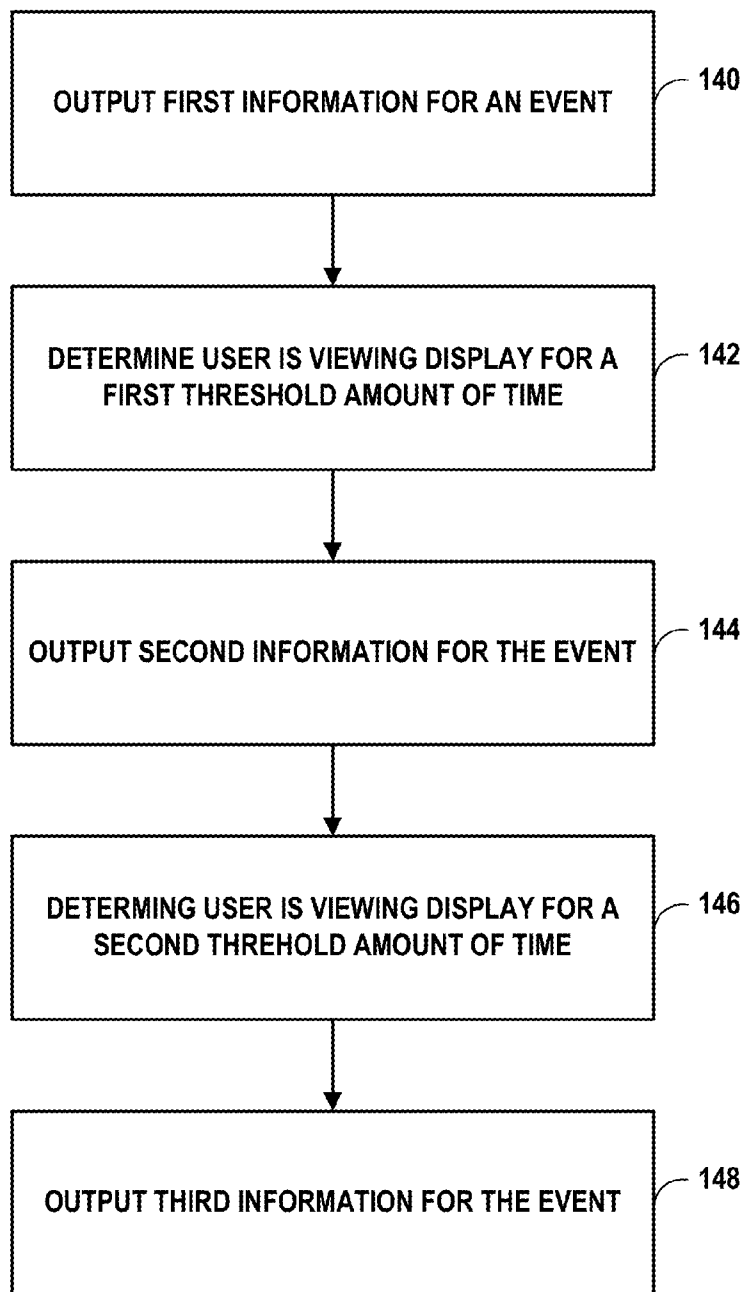 OUTPUT FIRST INFORMATION FOR AN EVENT
140
DETERMINE USER IS VIEWING DISPLAY FOR A
FIRST THRESHOLD AMOUNT OF TIME
142
OUTPUT SECOND INFORMATION FOR THE EVENT
144
DETERMING USER IS VIEWING DISPLAY FOR A
SECOND THREHOLD AMOUNT OF TIME
146
OUTPUT THIRD INFORMATION FOR THE EVENT
148